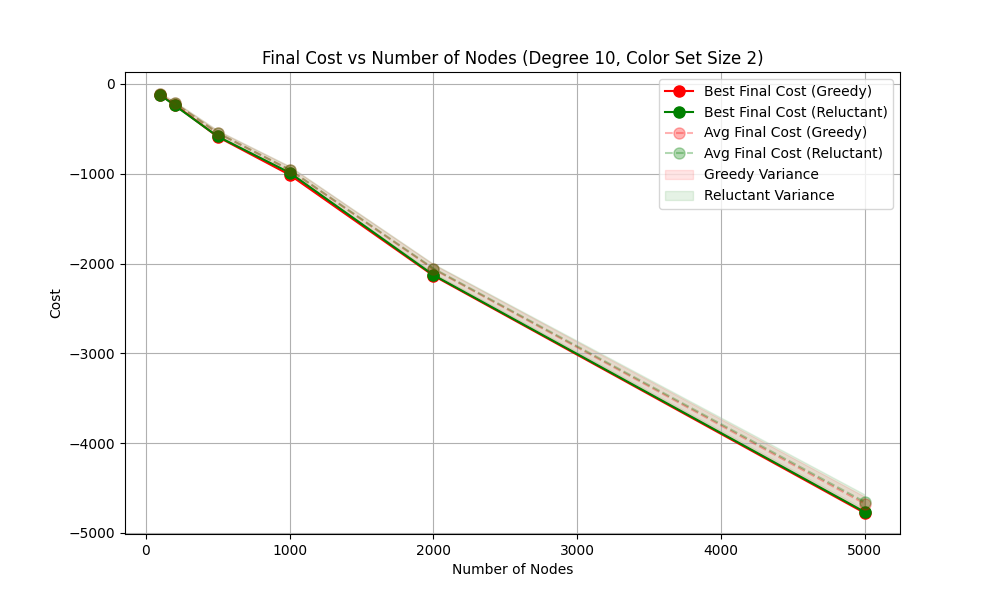 Final Cost vs Number of Nodes (Degree 10, Color Set Size 2)
Best Final Cost (Greedy)
Best Final Cost (Reluctant)
Avg Final Cost (Greedy)
Avg Final Cost (Reluctant)
Greedy Variance
Reluctant Variance
Cost
0
−1000
−2000
−3000
−4000
−5000
0
1000
2000
3000
4000
5000
Number of Nodes